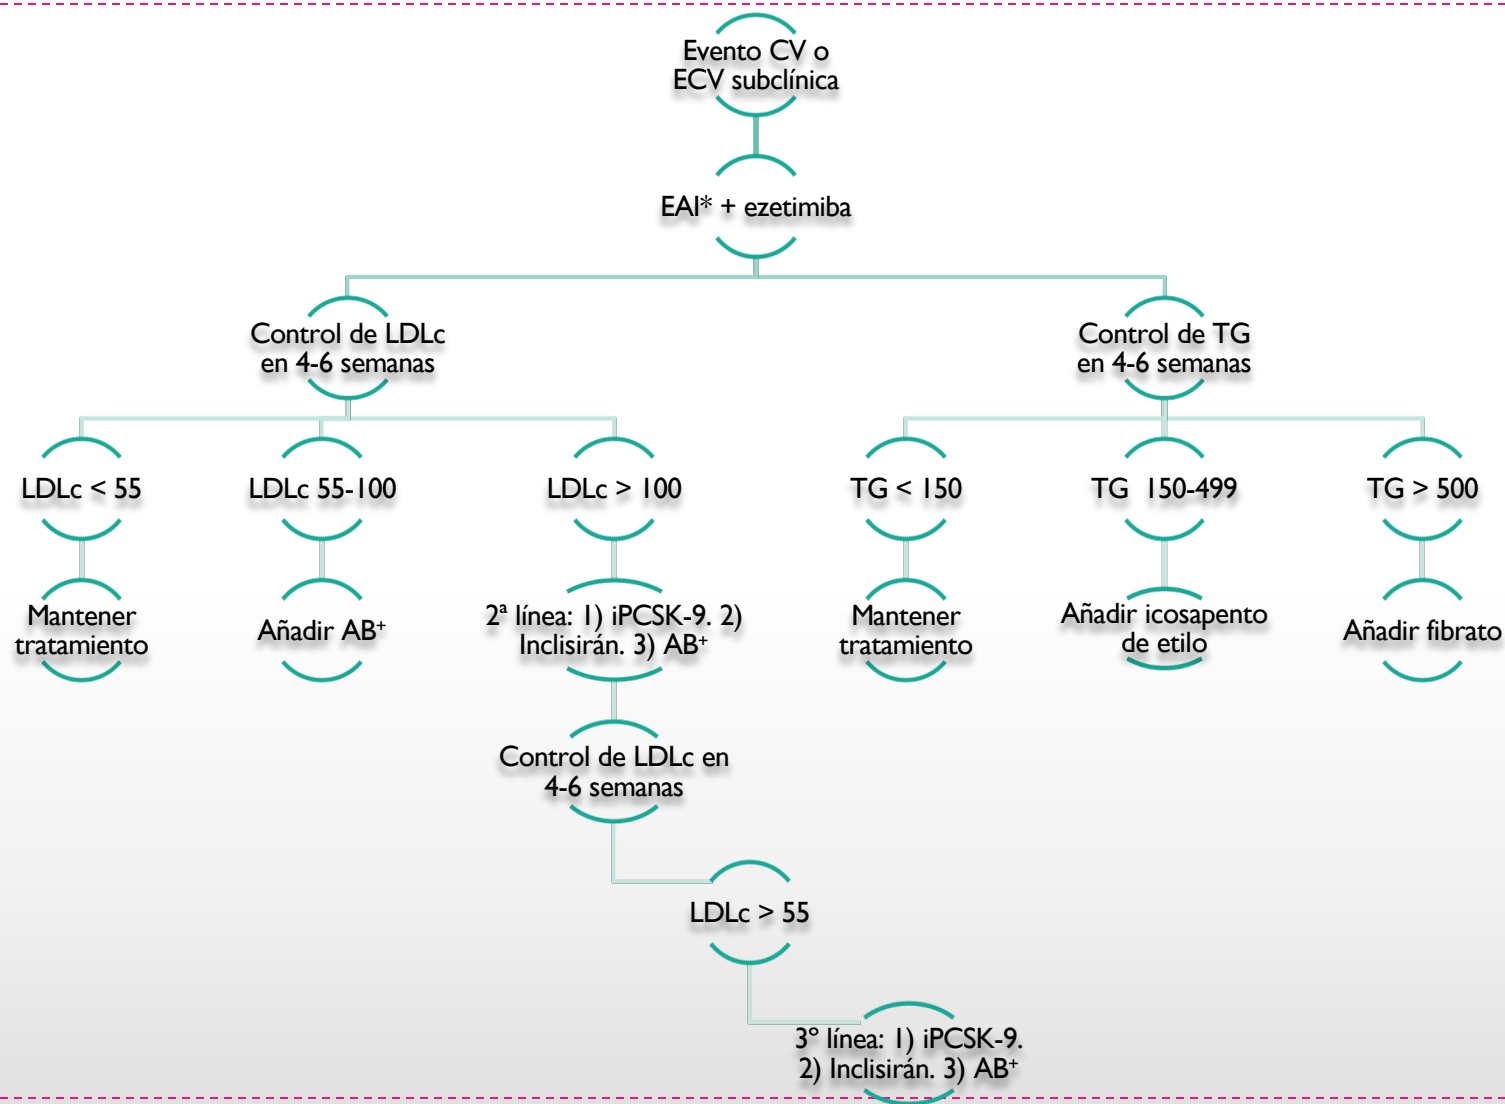 Evento CV o
ECV subclínica
EAI* + ezetimiba
Control de LDLc
en 4-6 semanas
Control de TG
en 4-6 semanas
LDLc < 55
LDLc 55-100
LDLc > 100
TG < 150
TG 150-499
TG > 500
Mantener
tratamiento
Añadir AB⁺
2ª línea: 1) iPCSK-9. 2)
Inclisirán. 3) AB⁺
Mantener
tratamiento
Añadir icosapento
de etilo
Añadir fibrato
Control de LDLc en
4-6 semanas
LDLc > 55
3º línea: 1) iPCSK-9.
2) Inclisirán. 3) AB⁺